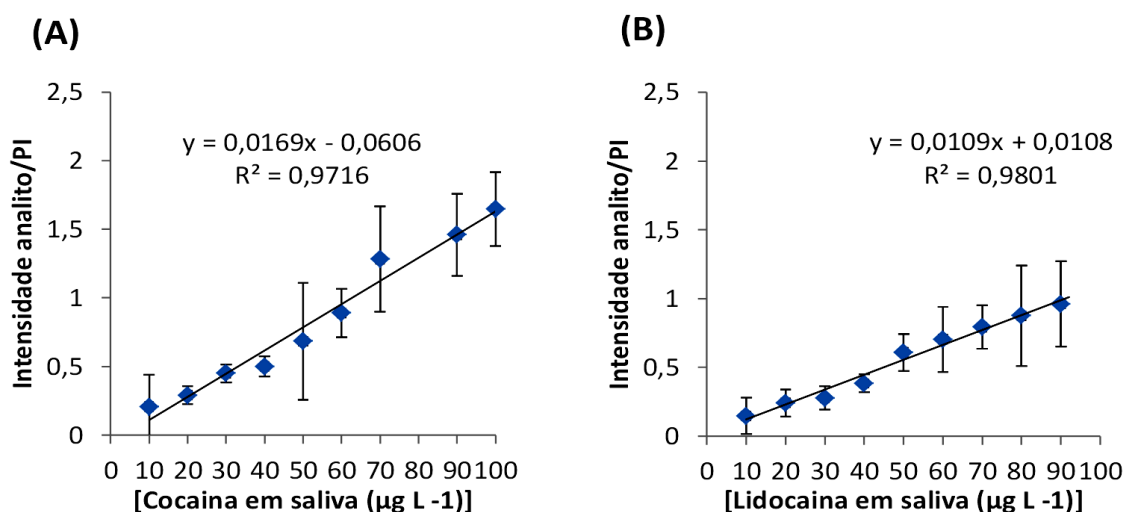 (A)
2,5
2
1,5
1
0,5
0
Intensidade analito/PI
y = 0,0169x - 0,0606
R² = 0,9716
0 10 20 30 40 50 60 70 80 90 100
[Cocaina em saliva (µg L -1)]
(B)
2,5
2
1,5
1
0,5
0
Intensidade analito/PI
y = 0,0109x + 0,0108
R² = 0,9801
0 10 20 30 40 50 60 70 80 90 100
[Lidocaina em saliva (µg L -1)]